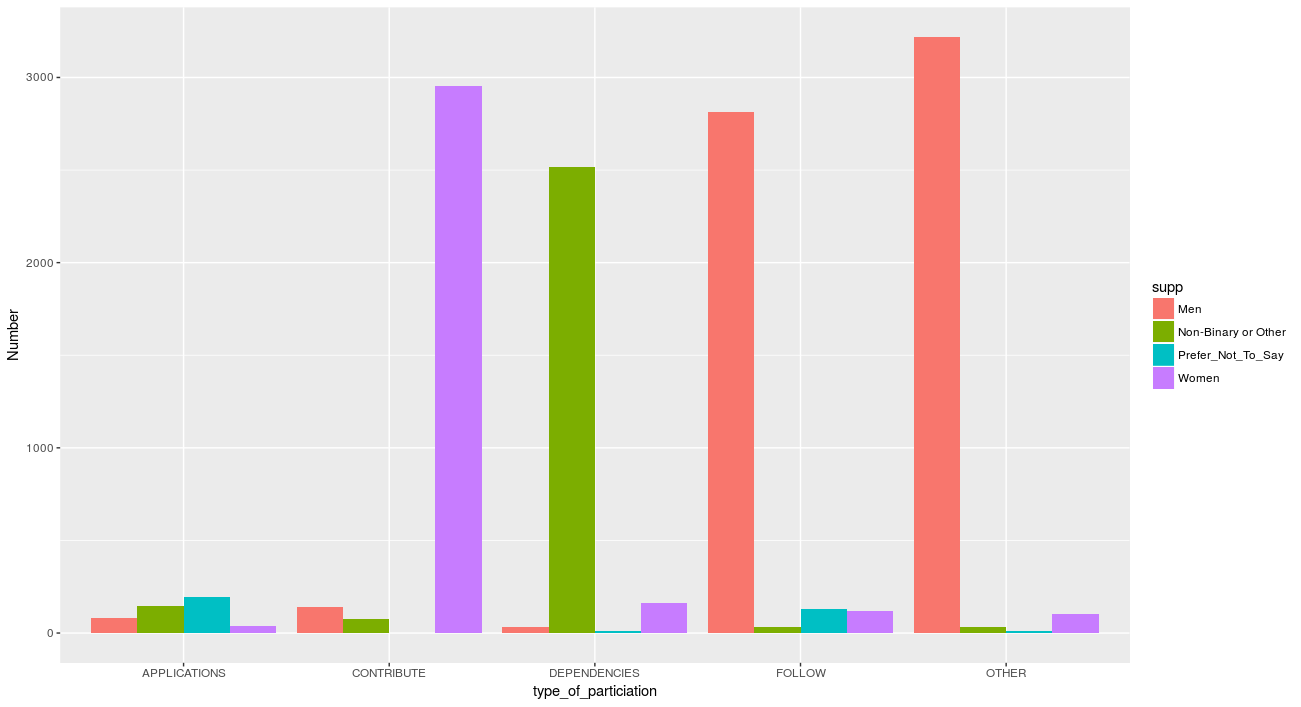 3000
2000
1000
0
Number
APPLICATIONS
CONTRIBUTE
DEPENDENCIES
FOLLOW
OTHER
type_of_particiation
supp
Men
Non-Binary or Other
Prefer_Not_To_Say
Women